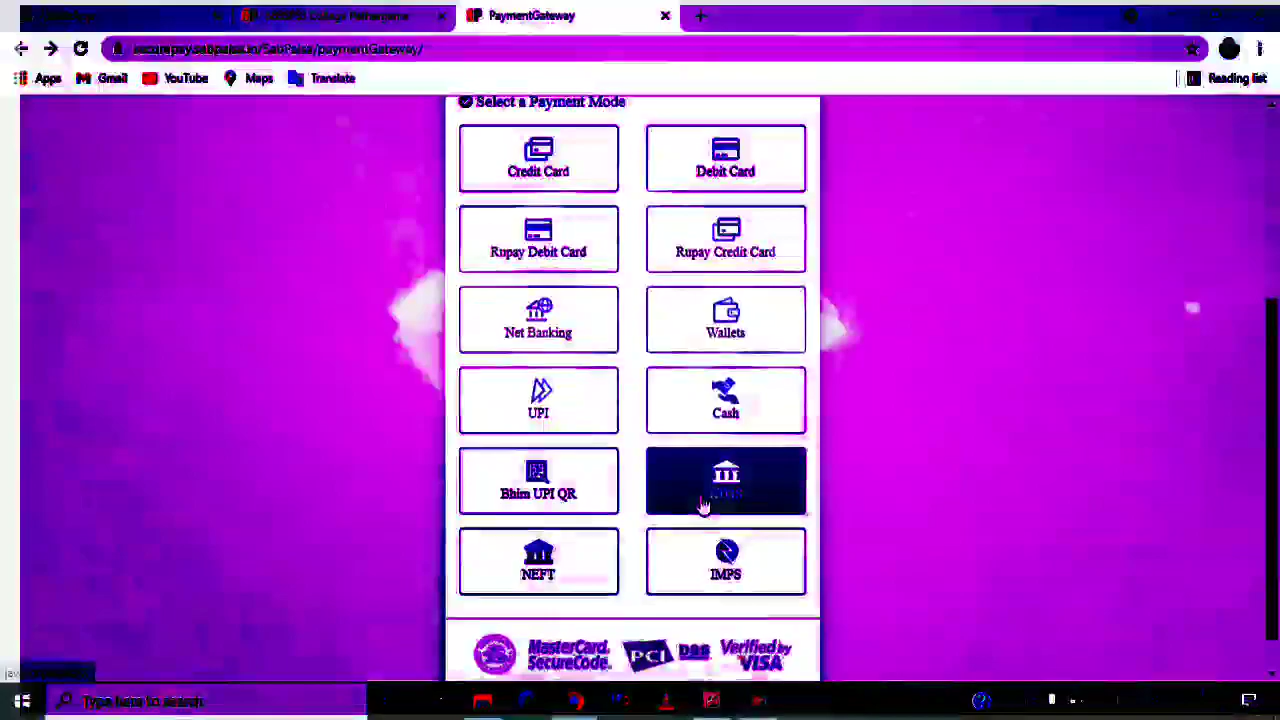 PaymentGateway
Apps Gmail YouTube Maps Translate Reading list
Select a Payment Mode
Credit Card Debit Card
Rupay Debit Card Rupay Credit Card
Net Banking Wallets
UPI Cash
Bhim UPI QR
NEFT IMPS
MasterCard. SecureCode. PCI DSS Verified by VISA
Type here to search